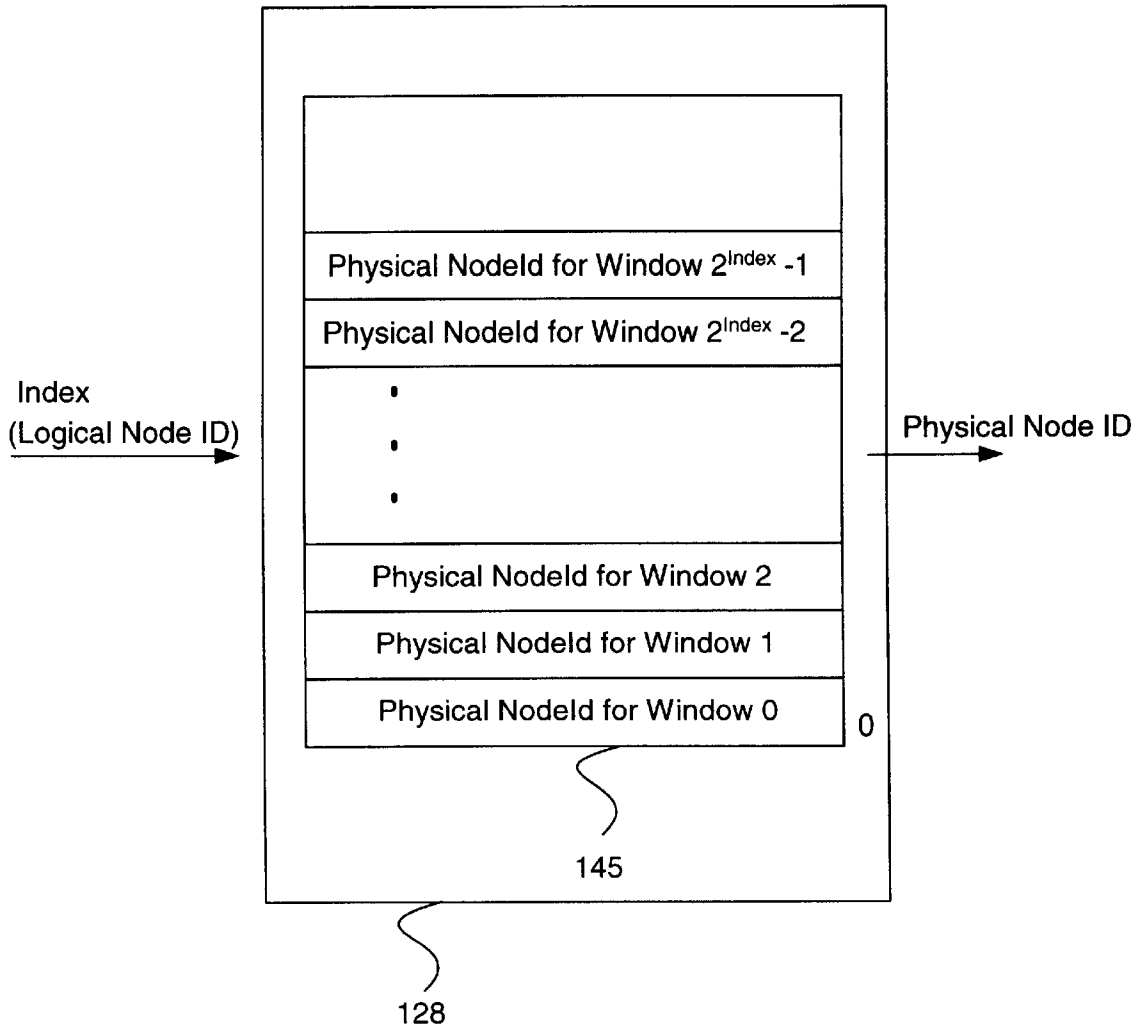 Physical NodeId for Window 2^Index -1
Physical NodeId for Window 2^Index -2
Index
(Logical Node ID)
Physical Node ID
Physical NodeId for Window 2
Physical NodeId for Window 1
Physical NodeId for Window 0
0
145
128